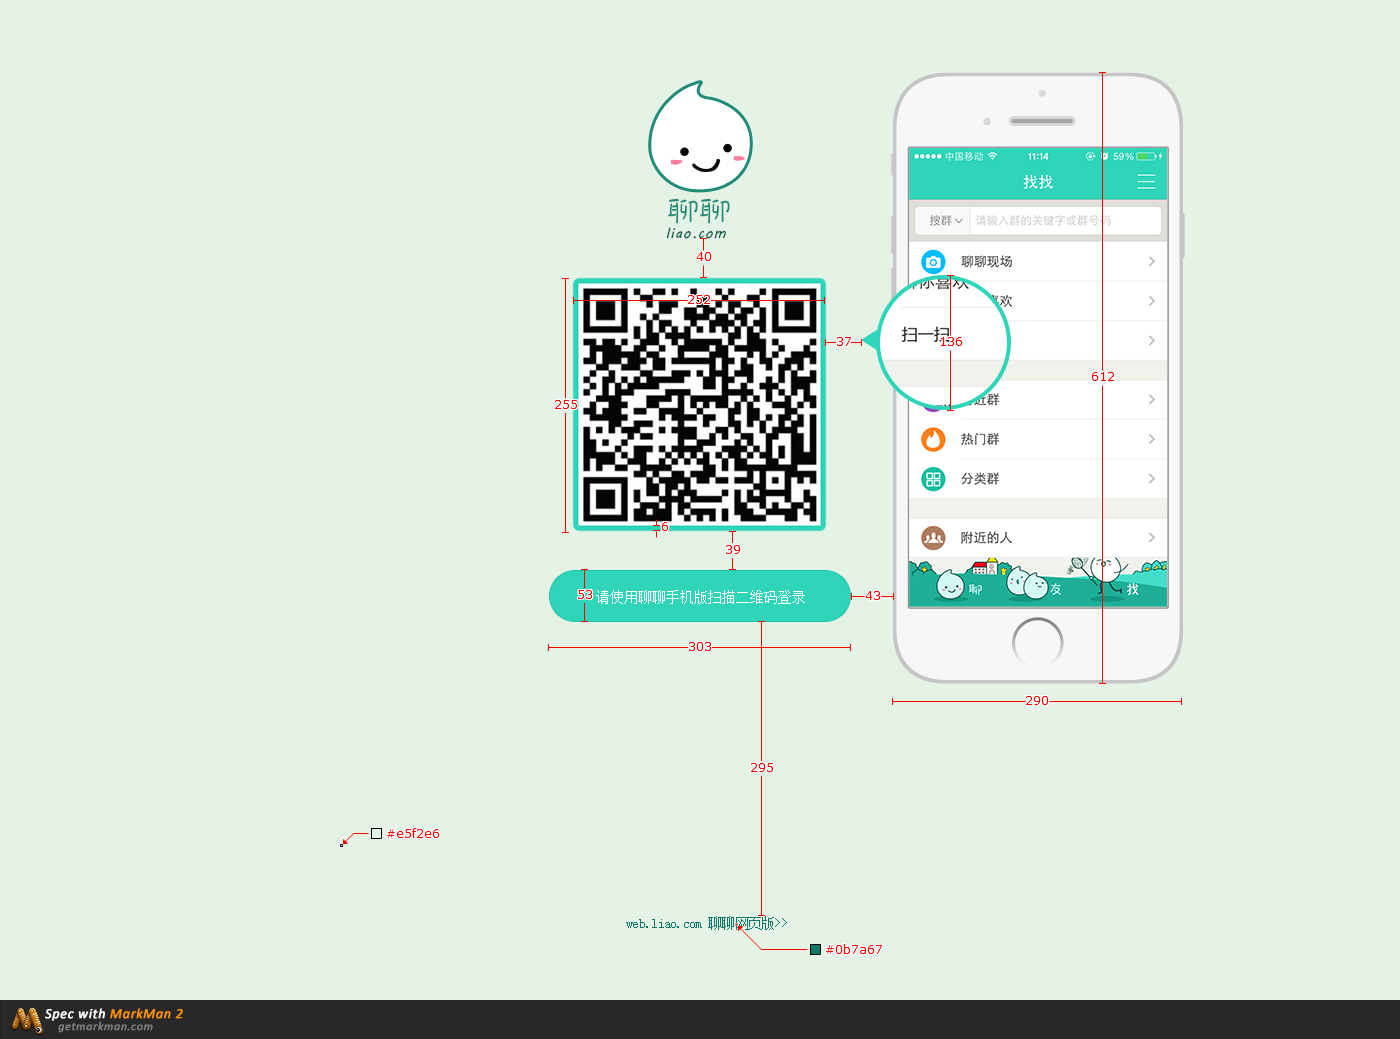 聊聊
liao.com
40
252
255
37
6
39
53
请使用聊聊手机版扫描二维码登录
43
303
295
#e5f2e6
web.liao.com 聊聊网页版>>
#0b7a67
中国移动
11:14
59%
找找
搜群
请输入群的关键字或群号码
聊聊现场
你喜欢
喜欢
扫一扫
136
612
附近群
热门群
分类群
附近的人
聊
友
找
290
Spec with MarkMan 2
getmarkman.com